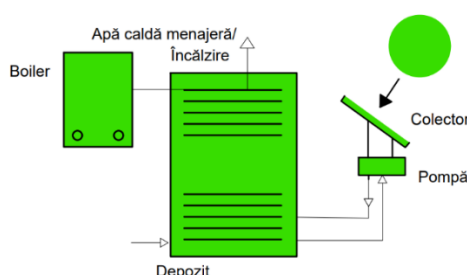 Apă caldă menajeră/
Încălzire
Boiler
Colector
Pompă
Depozit